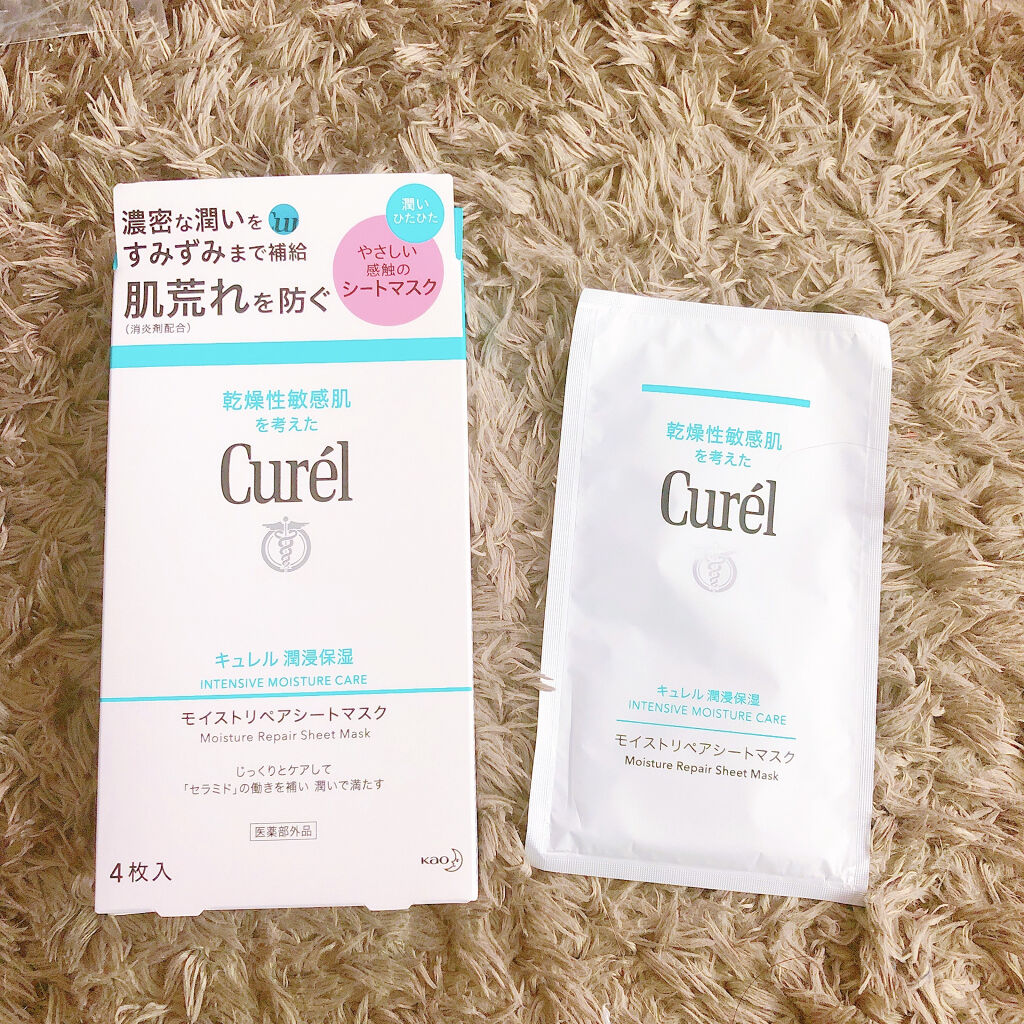 濃密な潤いを
すみずみまで補給
肌荒れを防ぐ
(消炎剤配合)
潤い
ひたひた
やさしい
感触の
シートマスク
乾燥性敏感肌
を考えた
Curél
キュレル 潤浸保湿
INTENSIVE MOISTURE CARE
モイストリペアシートマスク
Moisture Repair Sheet Mask
じっくりとケアして
「セラミド」の働きを補い 潤いで満たす
医薬部外品
4枚入
Kao
乾燥性敏感肌
を考えた
Curél
キュレル 潤浸保湿
INTENSIVE MOISTURE CARE
モイストリペアシートマスク
Moisture Repair Sheet Mask